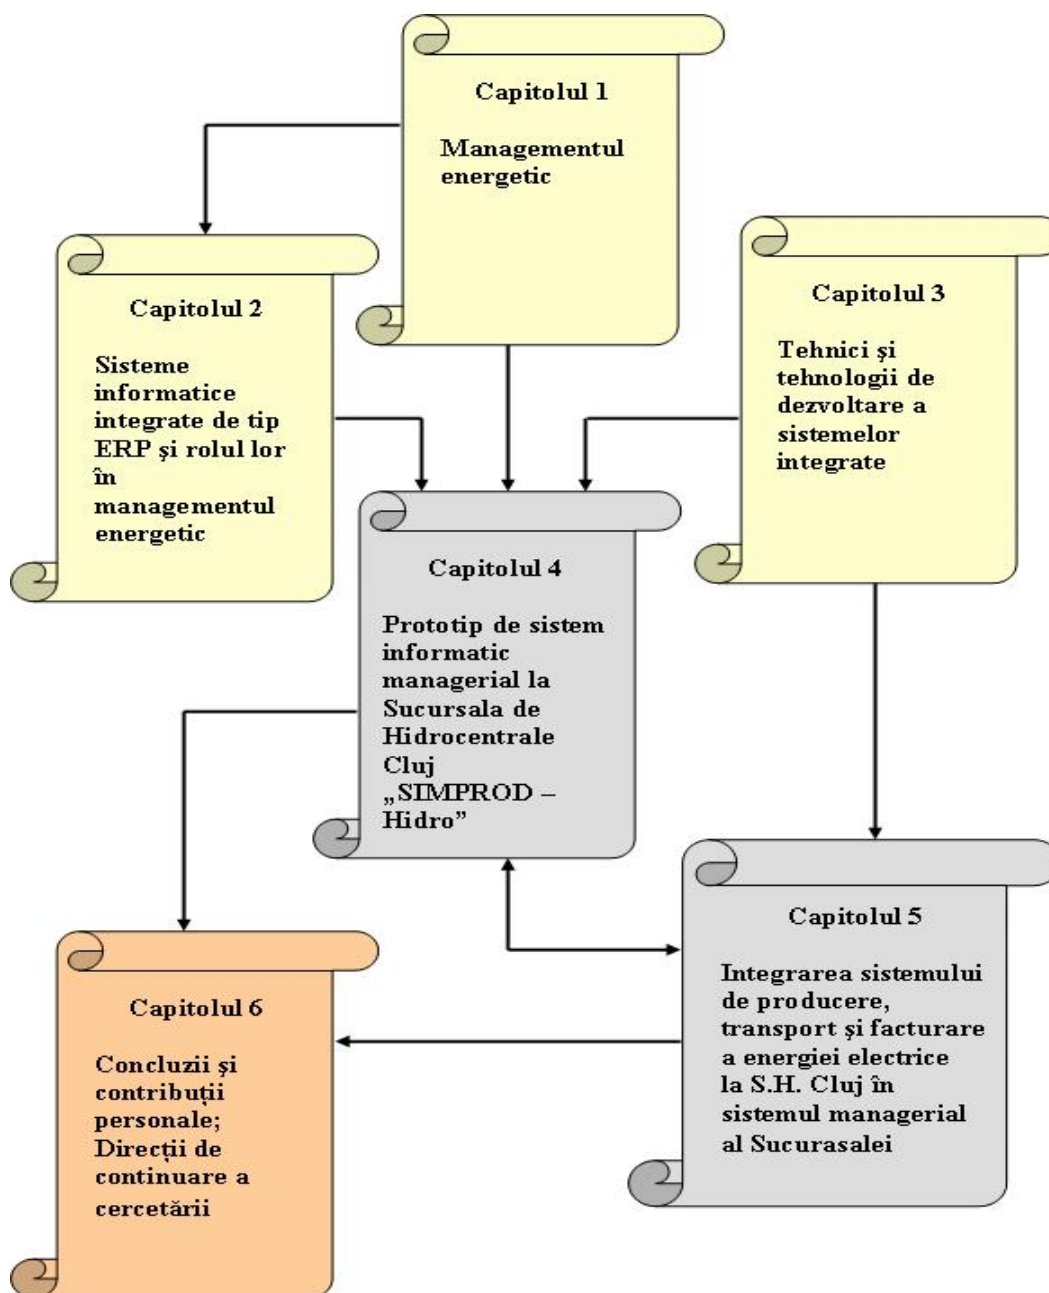 Capitolul 1
Managementul
energetic
Capitolul 2
Sisteme
informatice
integrate de tip
ERP şi rolul lor
în
managementul
energetic
Capitolul 3
Tehnici şi
tehnologii de
dezvoltare a
sistemelor
integrate
Capitolul 4
Prototip de sistem
informatic
managerial la
Sucursala de
Hidrocentrale
Cluj
„SIMPROD –
Hidro”
Capitolul 5
Integrarea sistemului
de producere,
transport şi facturare
a energiei electrice
la S.H. Cluj în
sistemul managerial
al Sucurasalei
Capitolul 6
Concluzii şi
contribuții
personale;
Direcții de
continuare a
cercetării